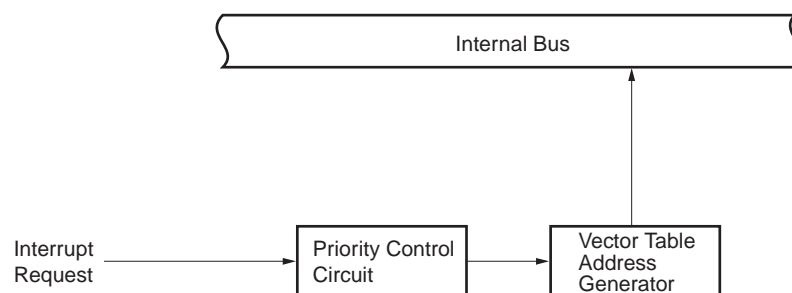 Internal Bus
Interrupt
Request
Priority Control
Circuit
Vector Table
Address
Generator